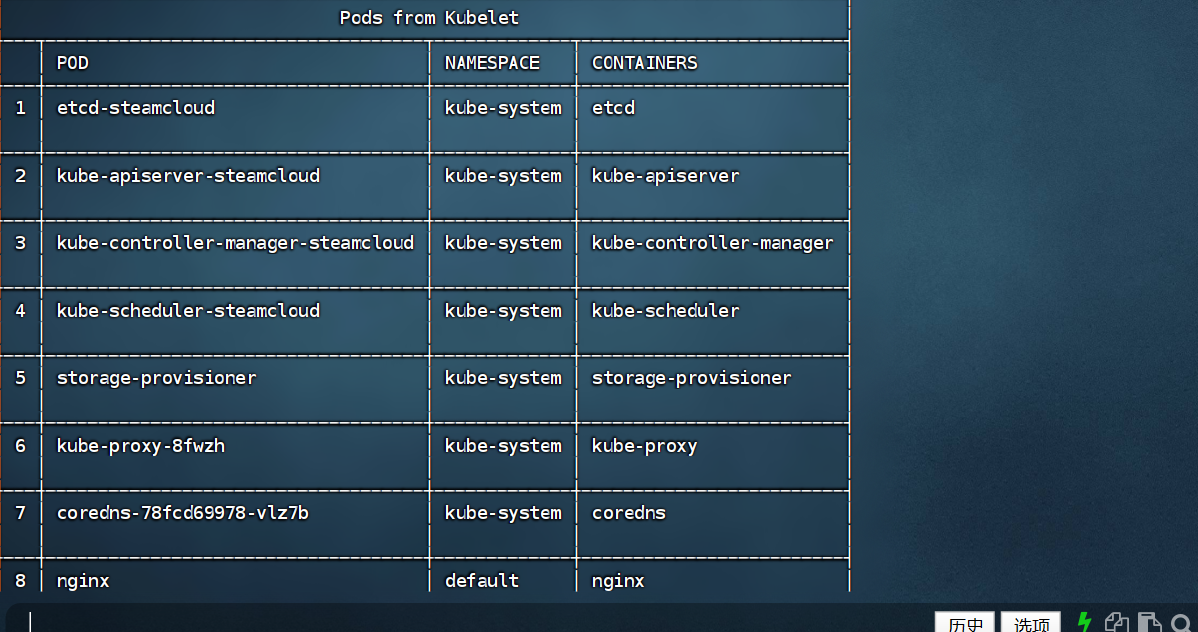 Pods from Kubelet
POD NAMESPACE CONTAINERS
1 etcd-steamcloud kube-system etcd
2 kube-apiserver-steamcloud kube-system kube-apiserver
3 kube-controller-manager-steamcloud kube-system kube-controller-manager
4 kube-scheduler-steamcloud kube-system kube-scheduler
5 storage-provisioner kube-system storage-provisioner
6 kube-proxy-8fwzh kube-system kube-proxy
7 coredns-78fcd69978-vlz7b kube-system coredns
8 nginx default nginx
历史 选项